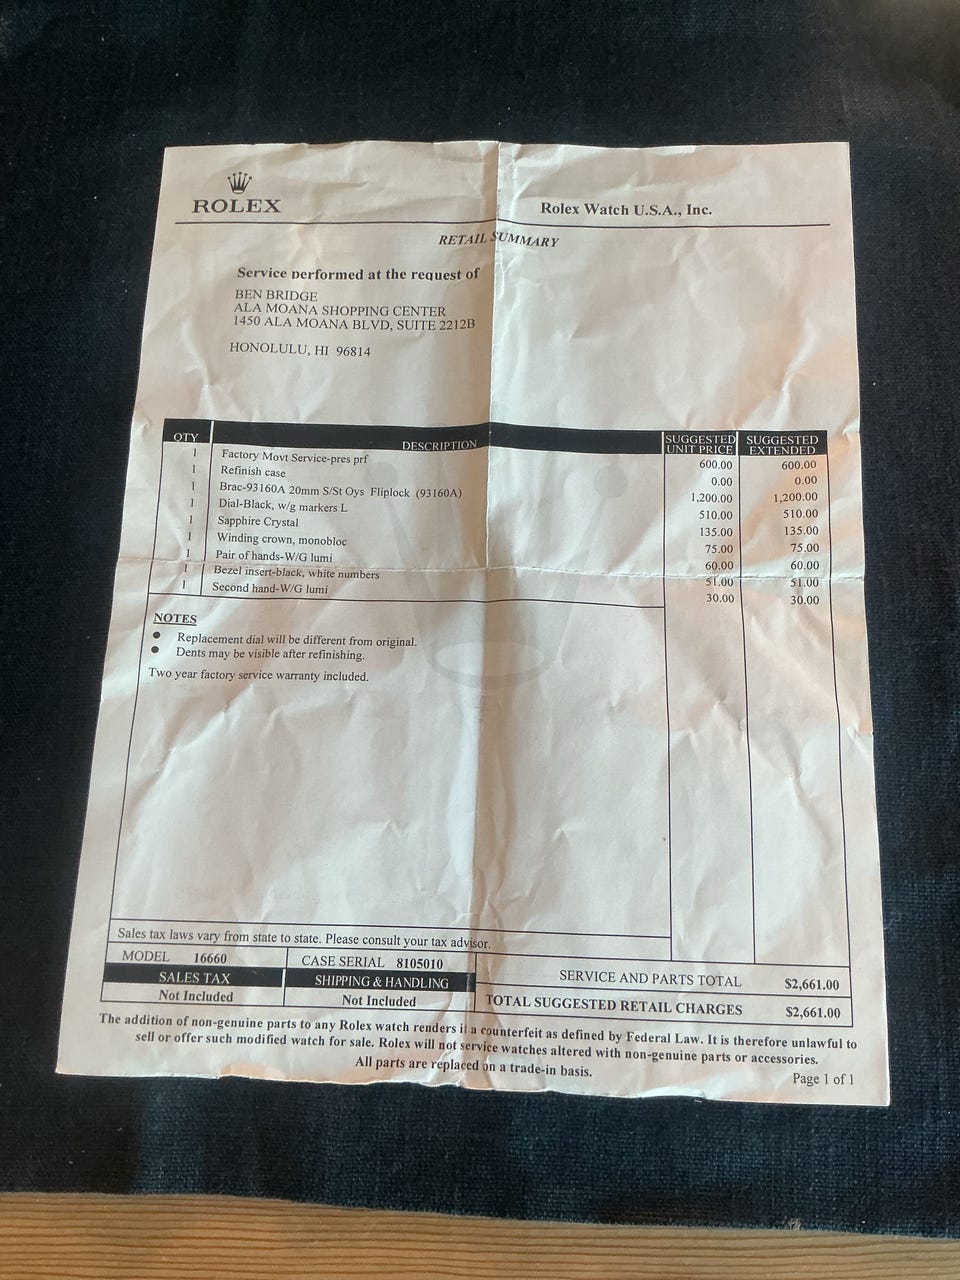 ROLEX
Rolex Watch U.S.A., Inc.
RETAIL SUMMARY
Service performed at the request of
BEN BRIDGE
ALA MOANA SHOPPING CENTER
1450 ALA MOANA BLVD, SUITE 2212B
HONOLULU, HI 96814
QTY DESCRIPTION SUGGESTED UNIT PRICE SUGGESTED EXTENDED
1 Factory Movt Service-pres prf 600.00 600.00
1 Refinish case 0.00 0.00
1 Brac-93160A 20mm S/St Oys Fliplock (93160A) 1,200.00 1,200.00
1 Dial-Black, w/g markers L 510.00 510.00
1 Sapphire Crystal 135.00 135.00
1 Winding crown, monobloc 75.00 75.00
1 Pair of hands-W/G lumi 60.00 60.00
1 Bezel insert-black, white numbers 51.00 51.00
1 Second hand-W/G lumi 30.00 30.00
NOTES
• Replacement dial will be different from original.
• Dents may be visible after refinishing.
Two year factory service warranty included.
Sales tax laws vary from state to state. Please consult your tax advisor.
MODEL 16660 CASE SERIAL 8105010
SALES TAX SHIPPING & HANDLING SERVICE AND PARTS TOTAL $2,661.00
Not Included Not Included TOTAL SUGGESTED RETAIL CHARGES $2,661.00
The addition of non-genuine parts to any Rolex watch renders it a counterfeit as defined by Federal Law. It is therefore unlawful to
sell or offer such modified watch for sale. Rolex will not service watches altered with non-genuine parts or accessories.
All parts are replaced on a trade-in basis.
Page 1 of 1